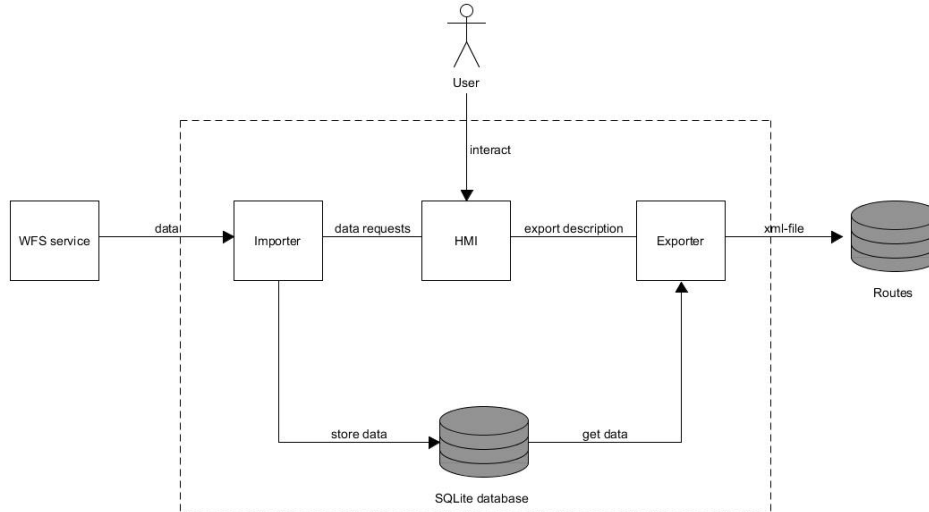 User
interact
WFS service
data
Importer
data requests
HMI
export description
Exporter
xml-file
Routes
store data
get data
SQLite database